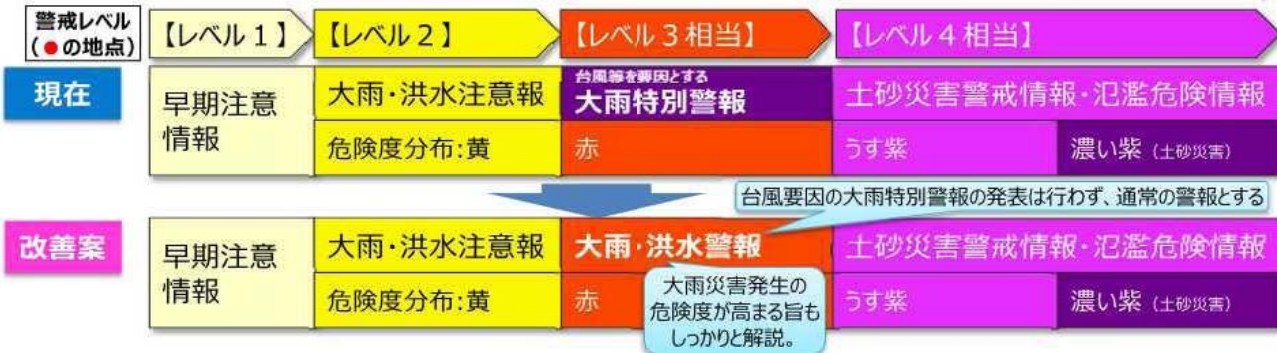 警戒レベル
(●の地点)
【レベル1】
【レベル2】
【レベル3相当】
【レベル4相当】
現在
早期注意
情報
大雨・洪水注意報
台風等を要因とする
大雨特別警報
土砂災害警戒情報・氾濫危険情報
危険度分布:黄
赤
うす紫
濃い紫(土砂災害)
台風要因の大雨特別警報の発表は行わず、通常の警報とする
改善案
早期注意
情報
大雨・洪水注意報
大雨・洪水警報
土砂災害警戒情報・氾濫危険情報
危険度分布:黄
赤
大雨災害発生の
危険度が高まる旨も
しっかりと解説。
うす紫
濃い紫(土砂災害)